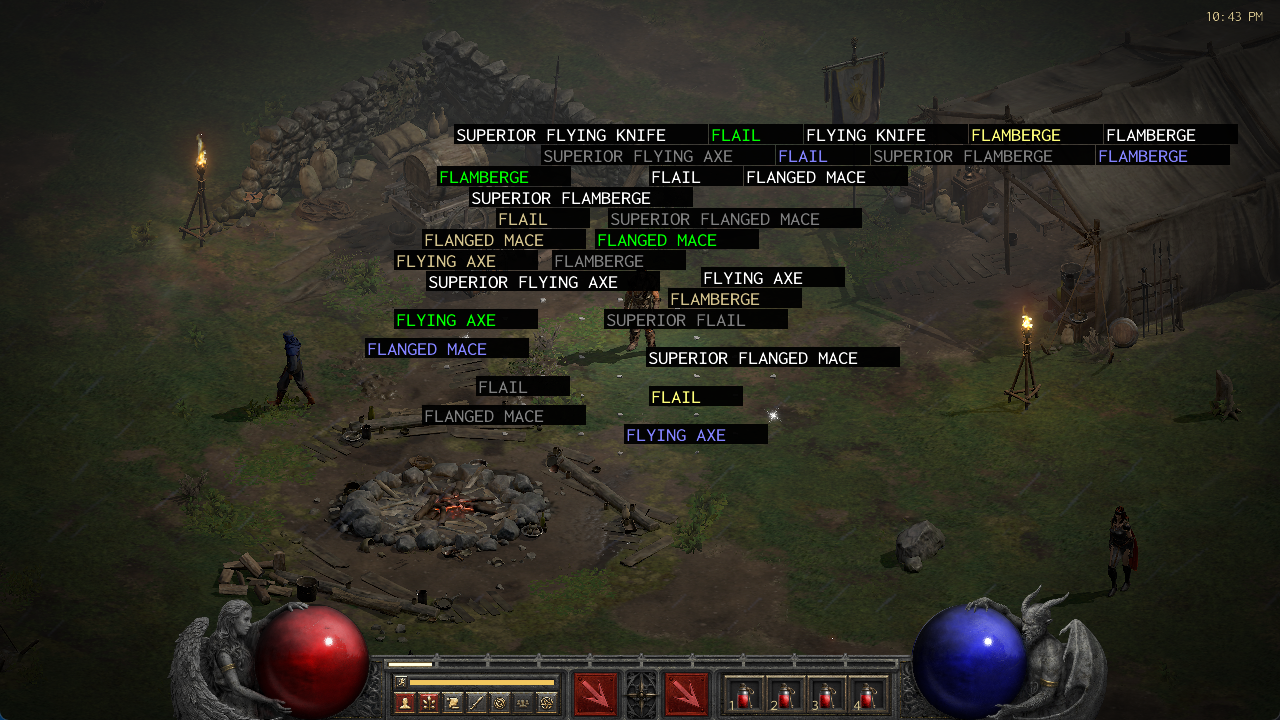 10:43 PM
SUPERIOR FLYING KNIFE FLAIL FLYING KNIFE FLAMBERGE FLAMBERGE
SUPERIOR FLYING AXE FLAIL SUPERIOR FLAMBERGE FLAMBERGE
FLAMBERGE FLAIL FLANGED MACE
SUPERIOR FLAMBERGE
FLAIL SUPERIOR FLANGED MACE
FLANGED MACE FLANGED MACE
FLYING AXE FLAMBERGE
SUPERIOR FLYING AXE FLYING AXE
FLAMBERGE
FLYING AXE SUPERIOR FLAIL
FLANGED MACE
SUPERIOR FLANGED MACE
FLAIL
FLAIL
FLANGED MACE
FLYING AXE
1 2 3 4